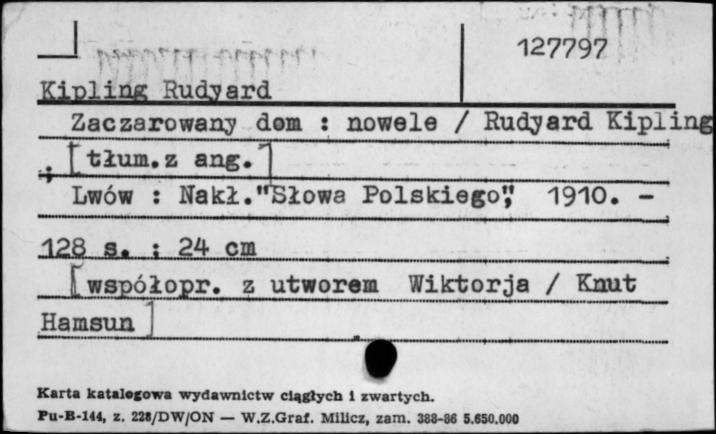 127797
Kipling Rudyard
Zaczarowany dom : nowele / Rudyard Kipling
; [tłum.z ang.]
Lwów : Nakł."Słowa Polskiego", 1910. -
128 s. ; 24 cm
[współopr. z utworem Wiktorja / Knut
Hamsun]
Karta katalogowa wydawnictw ciągłych i zwartych.
Pu-B-144, z. 228/DW/ON — W.Z.Graf. Milicz, zam. 388-86 5.650.000